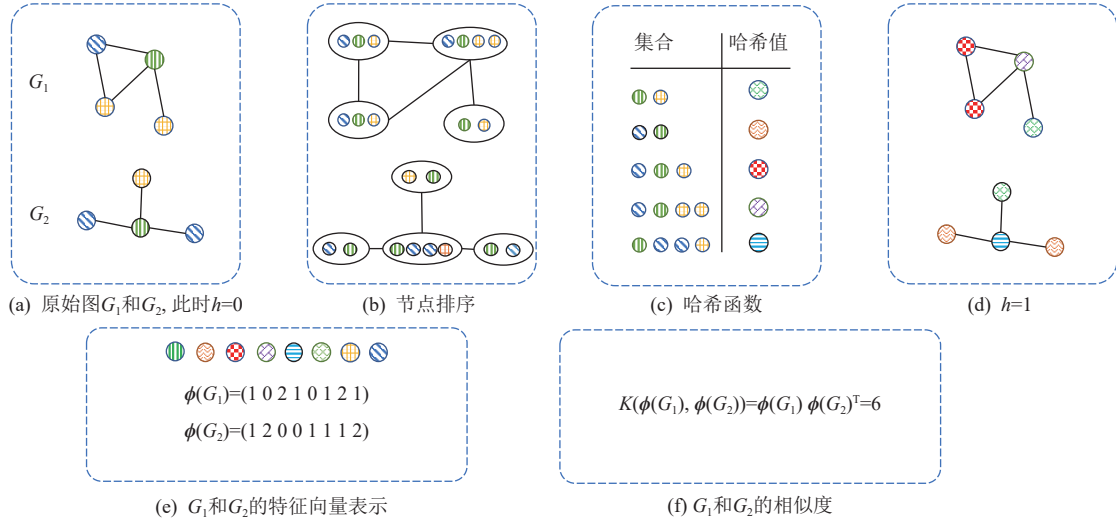 G₁
G₂
集合
哈希值
(a) 原始图G₁和G₂, 此时h=0
(b) 节点排序
(c) 哈希函数
(d) h=1
ϕ(G₁)=(1 0 2 1 0 1 2 1)
ϕ(G₂)=(1 2 0 0 1 1 1 2)
K(ϕ(G₁), ϕ(G₂))=ϕ(G₁) ϕ(G₂)ᵀ=6
(e) G₁和G₂的特征向量表示
(f) G₁和G₂的相似度